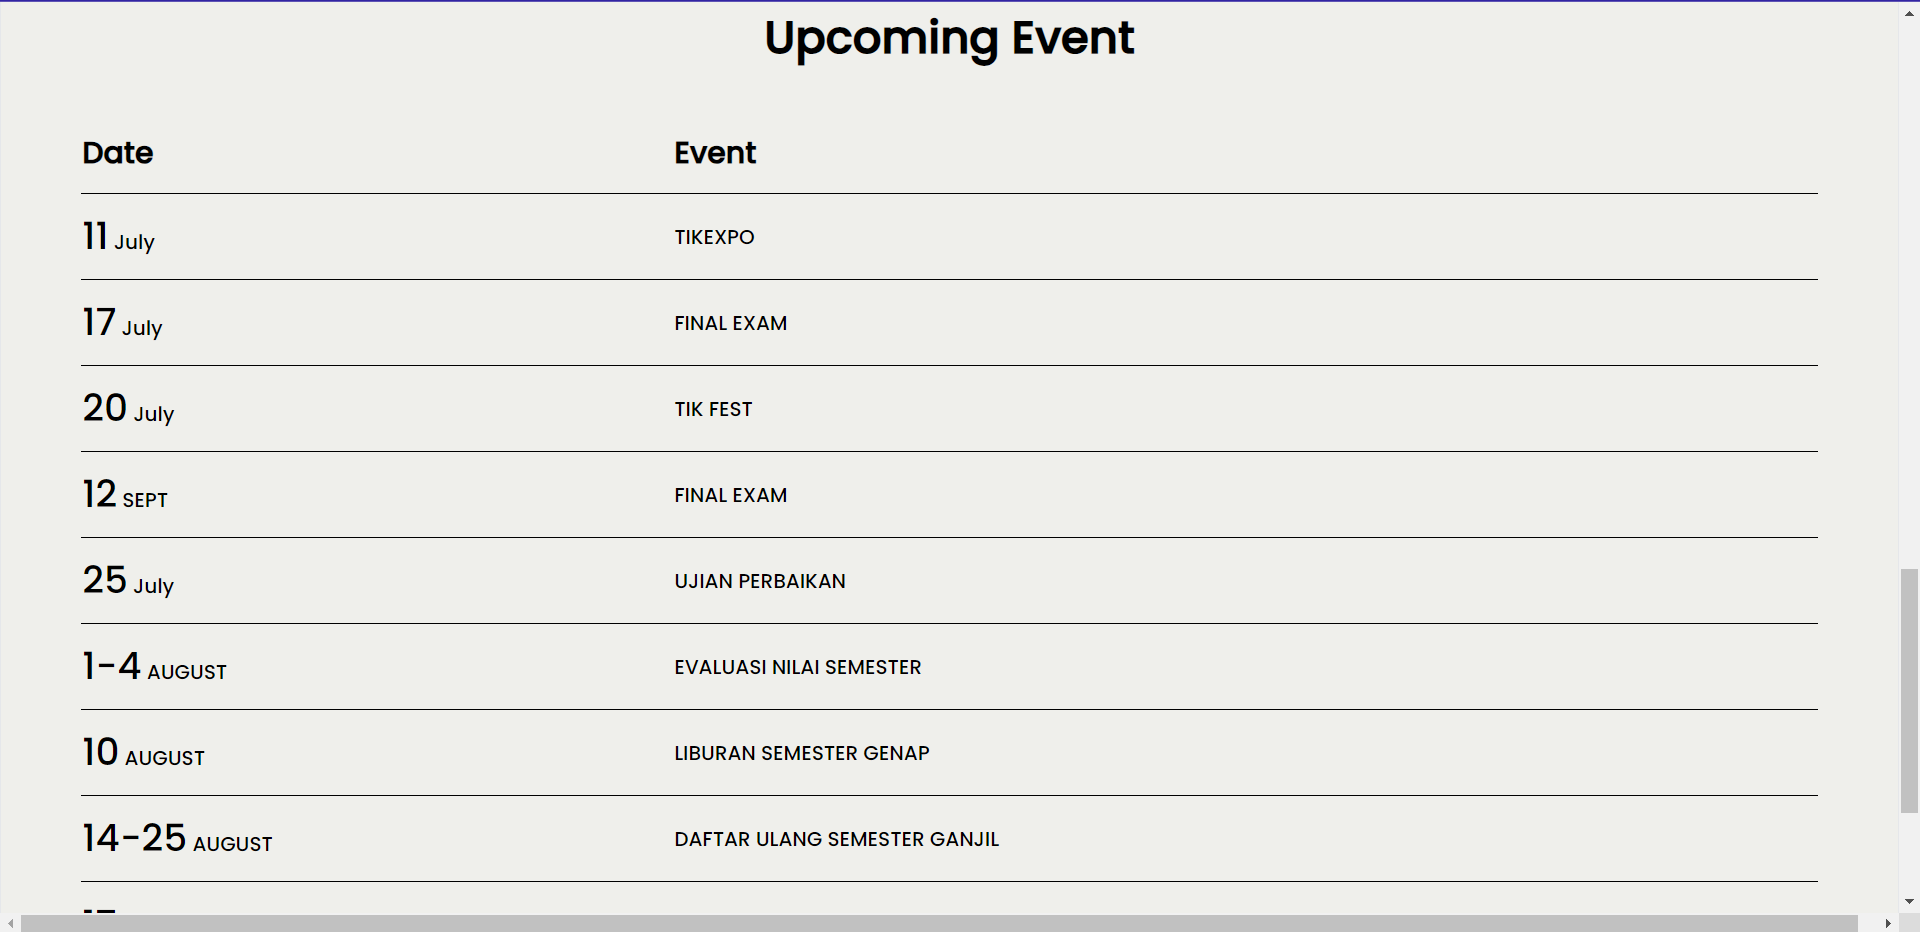 Upcoming Event
Date Event
11 July TIKEXPO
17 July FINAL EXAM
20 July TIK FEST
12 SEPT FINAL EXAM
25 July UJIAN PERBAIKAN
1-4 AUGUST EVALUASI NILAI SEMESTER
10 AUGUST LIBURAN SEMESTER GENAP
14-25 AUGUST DAFTAR ULANG SEMESTER GANJIL